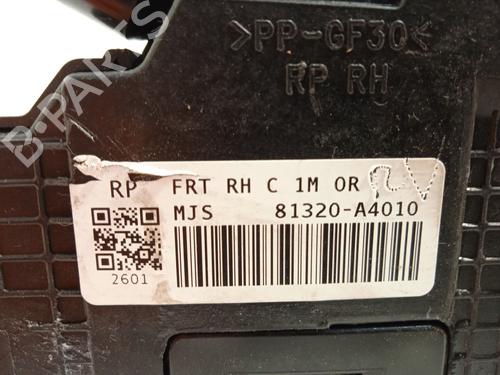 >PP-GF30<
RP RH
B-PARTS
RP FRT RH C 1M OR
MJS 81320-A4010
2601